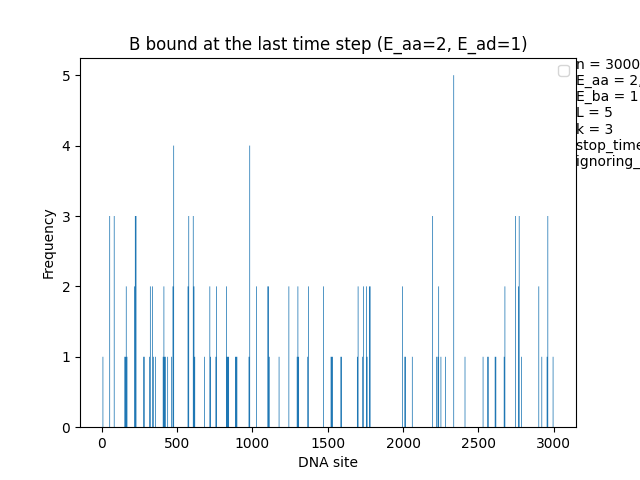 B bound at the last time step (E_aa=2, E_ad=1)
n = 3000
E_aa = 2,
E_ba = 1
L = 5
k = 3
stop_time
ignoring_
Frequency
5
4
3
2
1
0
0 500 1000 1500 2000 2500 3000
DNA site